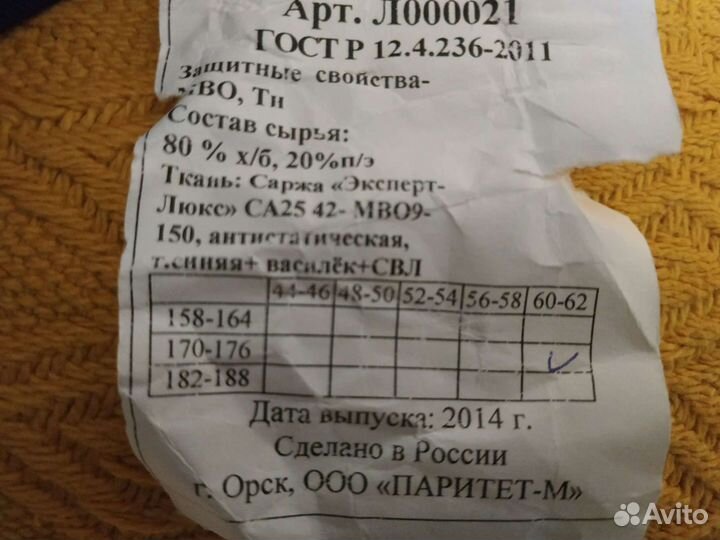 Арт. Л000021
ГОСТ Р 12.4.236-2011
Защитные свойства-
МВО, Тн
Состав сырья:
80 % х/б, 20%п/э
Ткань: Саржа «Эксперт-
Люкс» СА25 42- МВО9-
150, антистатическая,
т.синяя+ василёк+СВЛ
44-46 48-50 52-54 56-58 60-62
158-164
170-176
182-188
Дата выпуска: 2014 г.
Сделано в России
г. Орск, ООО «ПАРИТЕТ-М»
Avito